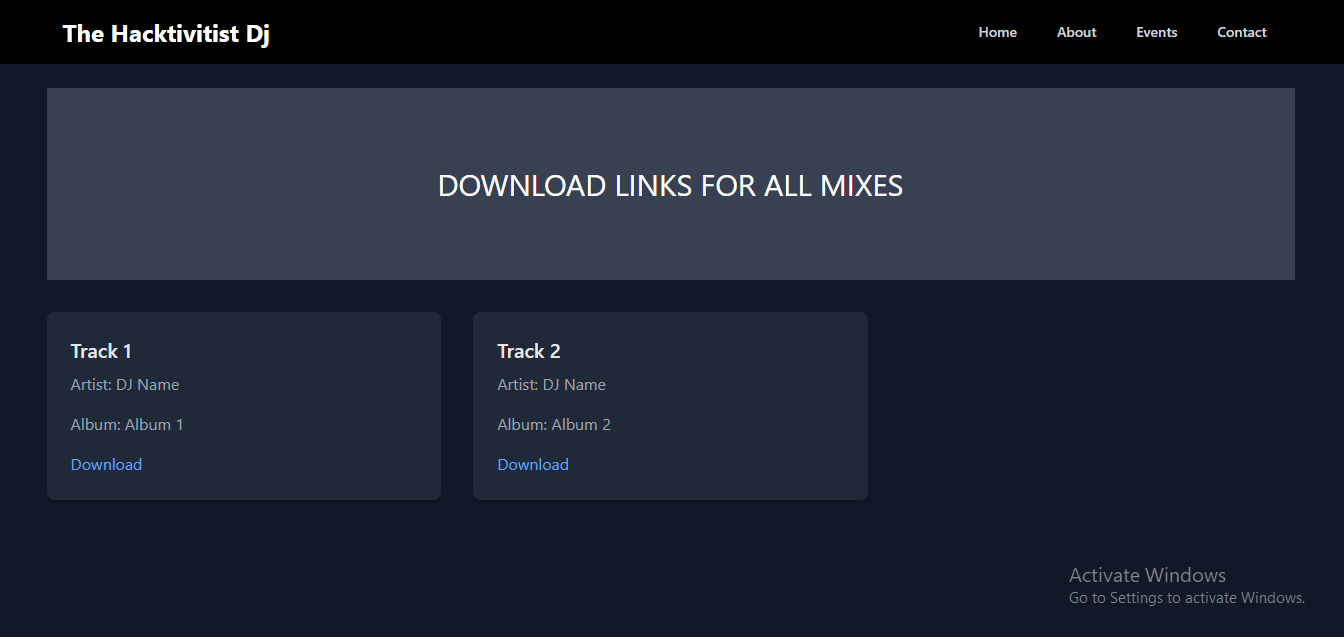 The Hacktivitist Dj
Home About Events Contact
DOWNLOAD LINKS FOR ALL MIXES
Track 1
Artist: DJ Name
Album: Album 1
Download
Track 2
Artist: DJ Name
Album: Album 2
Download
Activate Windows
Go to Settings to activate Windows.